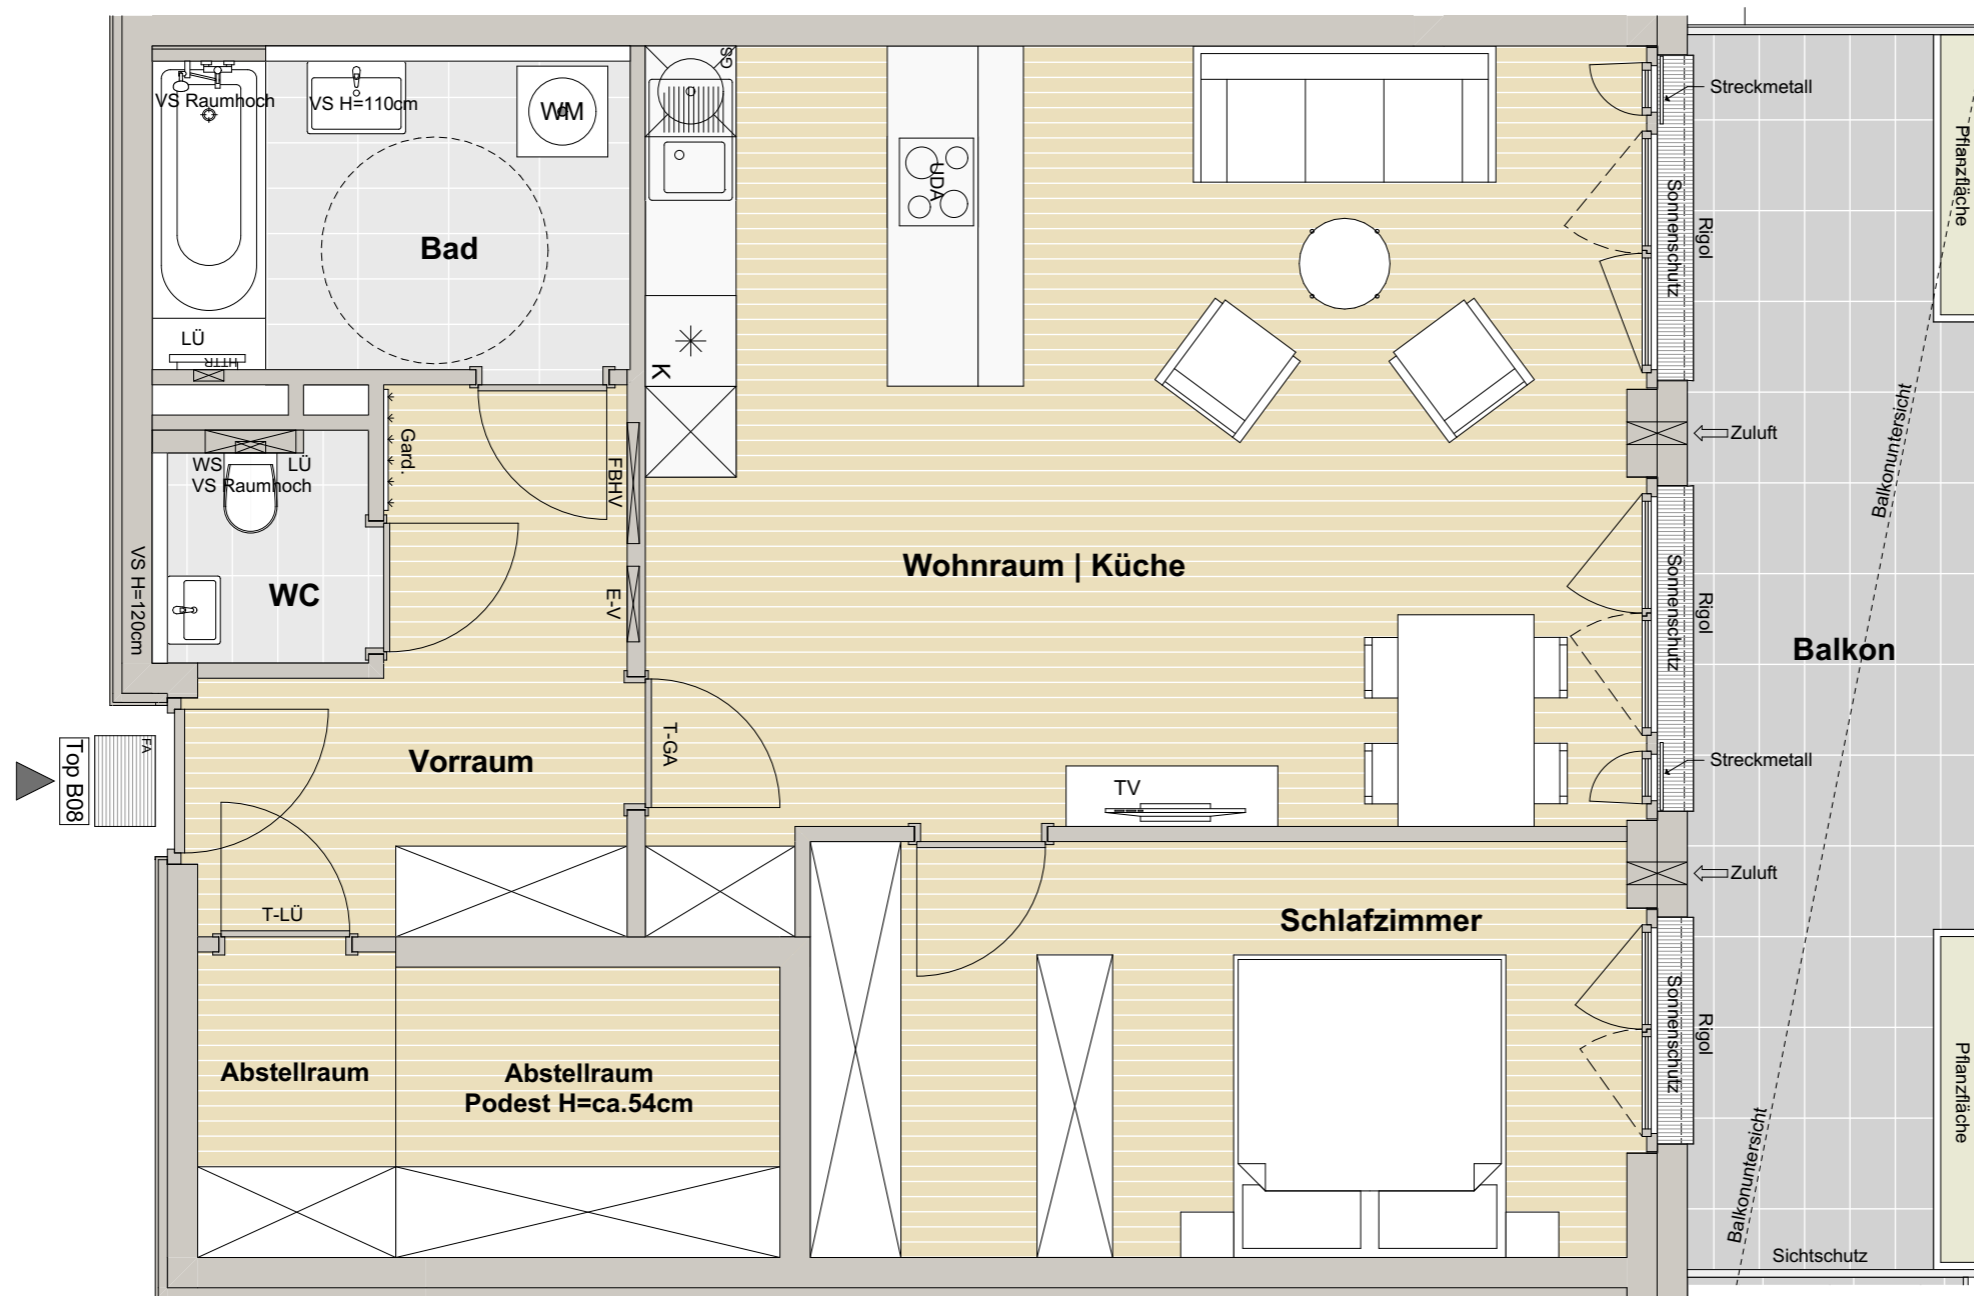 VS Raumhoch
VS H=110cm
WM
GS
UDA
Streckmetall
Pflanzfläche
Sonnenschutz
Rigol
Bad
LÜ
HTTR
K
Gard.
FBHV
Zuluft
Balkonuntersicht
WS
LÜ
VS Raumhoch
WC
VS H=120cm
E-V
Wohnraum | Küche
Sonnenschutz
Rigol
Balkon
T-GA
Vorraum
FA
Top B08
TV
Streckmetall
Zuluft
T-LÜ
Schlafzimmer
Sonnenschutz
Rigol
Pflanzfläche
Abstellraum
Abstellraum
Podest H=ca.54cm
Balkonuntersicht
Sichtschutz